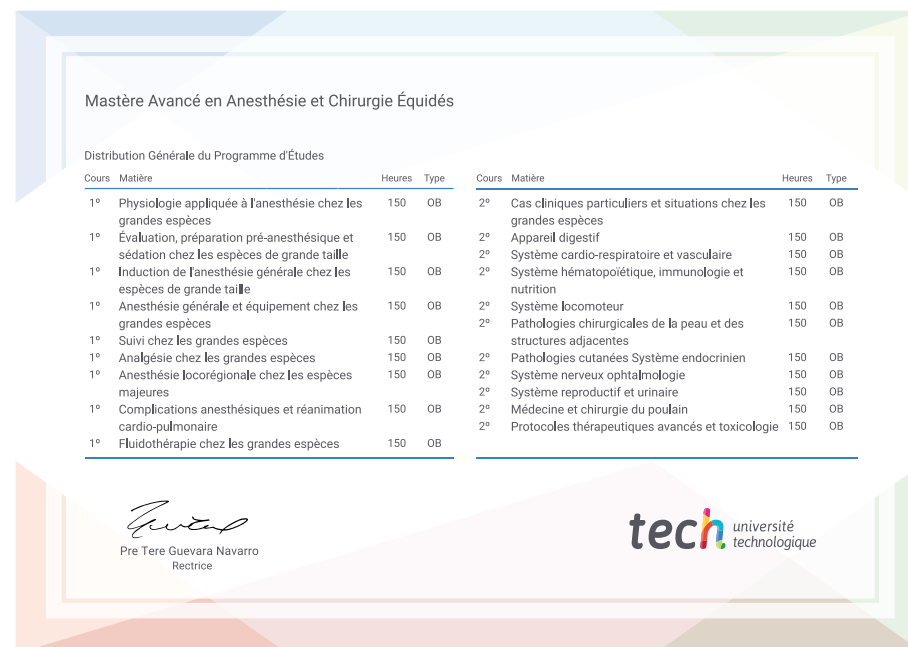 Mastère Avancé en Anesthésie et Chirurgie Équidés
Distribution Générale du Programme d'Études
Cours Matière Heures Type
1º Physiologie appliquée à l'anesthésie chez les 150 OB
grandes espèces
1º Évaluation, préparation pré-anesthésique et 150 OB
sédation chez les espèces de grande taille
1º Induction de l'anesthésie générale chez les 150 OB
espèces de grande taille
1º Anesthésie générale et équipement chez les 150 OB
grandes espèces
1º Suivi chez les grandes espèces 150 OB
1º Analgésie chez les grandes espèces 150 OB
1º Anesthésie locorégionale chez les espèces 150 OB
majeures
1º Complications anesthésiques et réanimation 150 OB
cardio-pulmonaire
1º Fluidothérapie chez les grandes espèces 150 OB
Cours Matière Heures Type
2º Cas cliniques particuliers et situations chez les 150 OB
grandes espèces
2º Appareil digestif 150 OB
2º Système cardio-respiratoire et vasculaire 150 OB
2º Système hématopoïétique, immunologie et 150 OB
nutrition
2º Système locomoteur 150 OB
2º Pathologies chirurgicales de la peau et des 150 OB
structures adjacentes
2º Pathologies cutanées Système endocrinien 150 OB
2º Système nerveux ophtalmologie 150 OB
2º Système reproductif et urinaire 150 OB
2º Médecine et chirurgie du poulain 150 OB
2º Protocoles thérapeutiques avancés et toxicologie 150 OB
Pre Tere Guevara Navarro
Rectrice
tech université
technologique